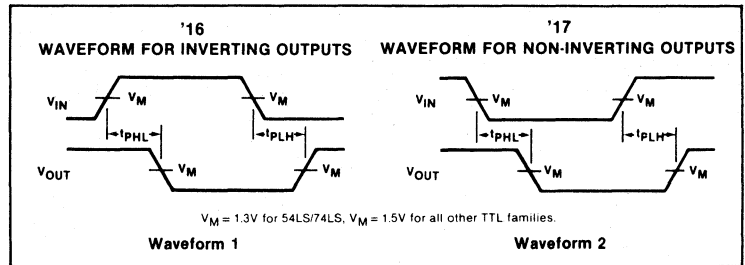 '16
WAVEFORM FOR INVERTING OUTPUTS
VIN
VM
VM
tPHL
tPLH
VOUT
VM
VM
'17
WAVEFORM FOR NON-INVERTING OUTPUTS
VIN
VM
VM
tPHL
tPLH
VOUT
VM
VM
VM = 1.3V for 54LS/74LS, VM = 1.5V for all other TTL families.
Waveform 1
Waveform 2